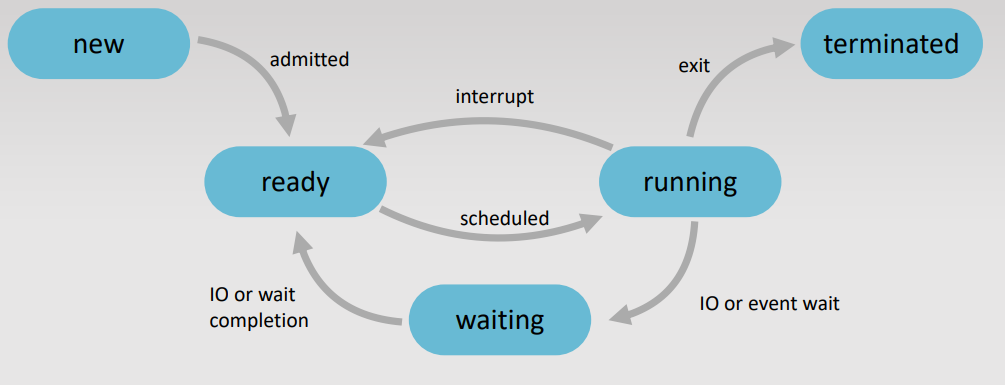 new
terminated
admitted
exit
interrupt
ready
running
scheduled
IO or wait
completion
IO or event wait
waiting